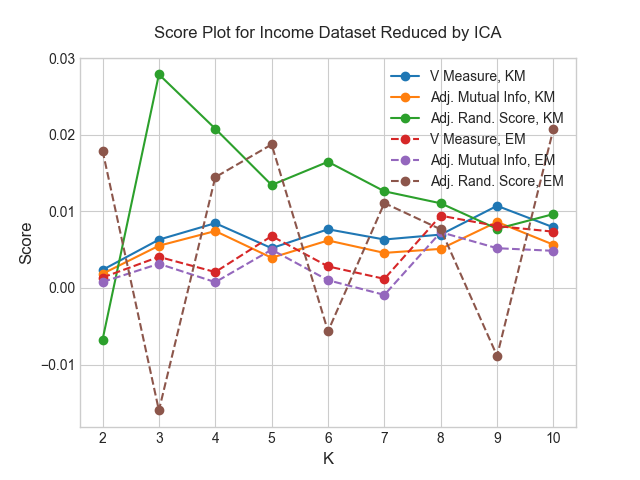 Score Plot for Income Dataset Reduced by ICA
V Measure, KM
Adj. Mutual Info, KM
Adj. Rand. Score, KM
V Measure, EM
Adj. Mutual Info, EM
Adj. Rand. Score, EM
Score
0.03
0.02
0.01
0.00
−0.01
2 3 4 5 6 7 8 9 10
K